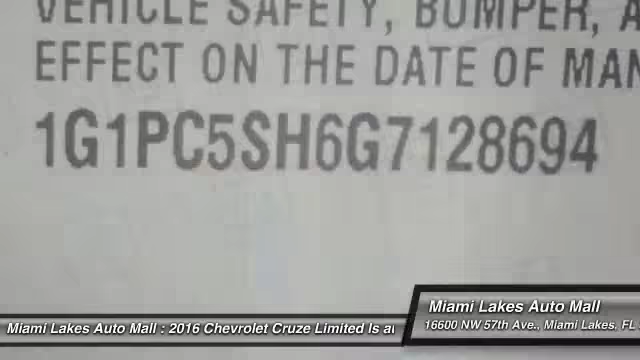 VEHICLE SAFETY, BUMPER, A
EFFECT ON THE DATE OF MAN
1G1PC5SH6G7128694
Miami Lakes Auto Mall
16600 NW 57th Ave., Miami Lakes, FL
Miami Lakes Auto Mall : 2016 Chevrolet Cruze Limited Is au